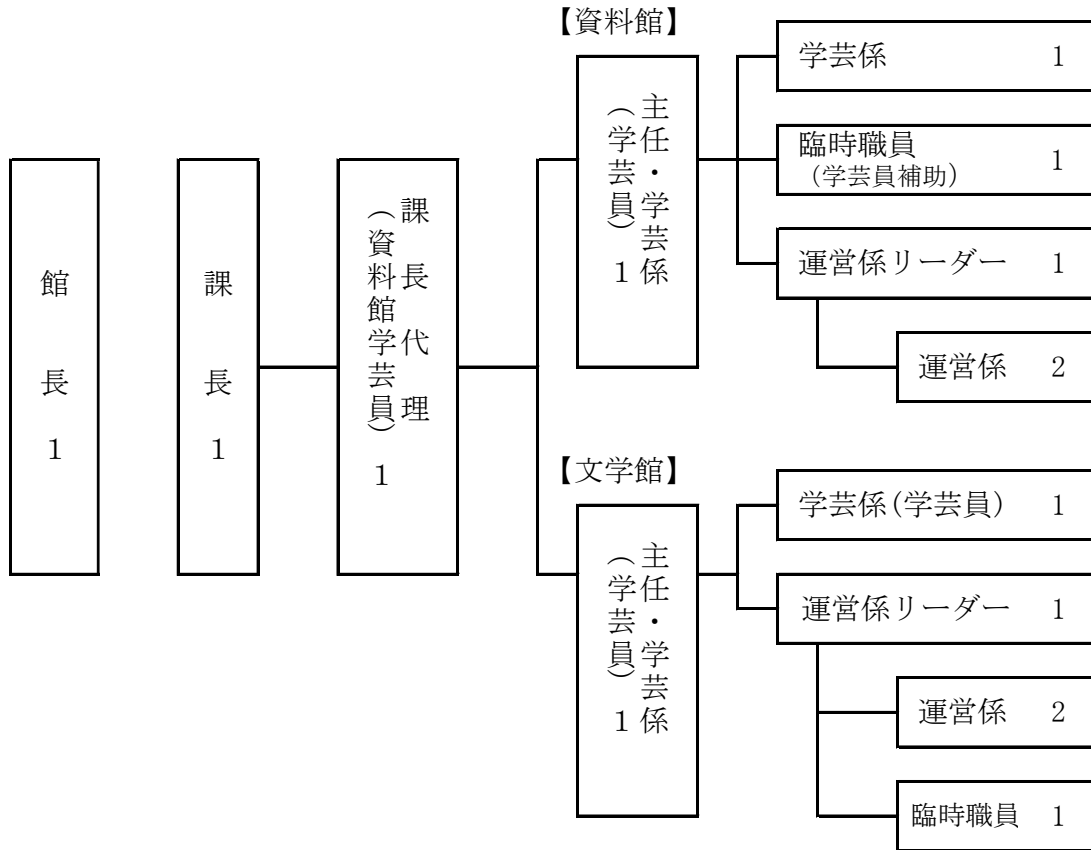 館長 1
課長 1
課長代理
(資料館学芸員) 1
【資料館】
主任・学芸係
(学芸員) 1
学芸係 1
臨時職員 1
(学芸員補助)
運営係リーダー 1
運営係 2
【文学館】
主任・学芸係
(学芸員) 1
学芸係(学芸員) 1
運営係リーダー 1
運営係 2
臨時職員 1